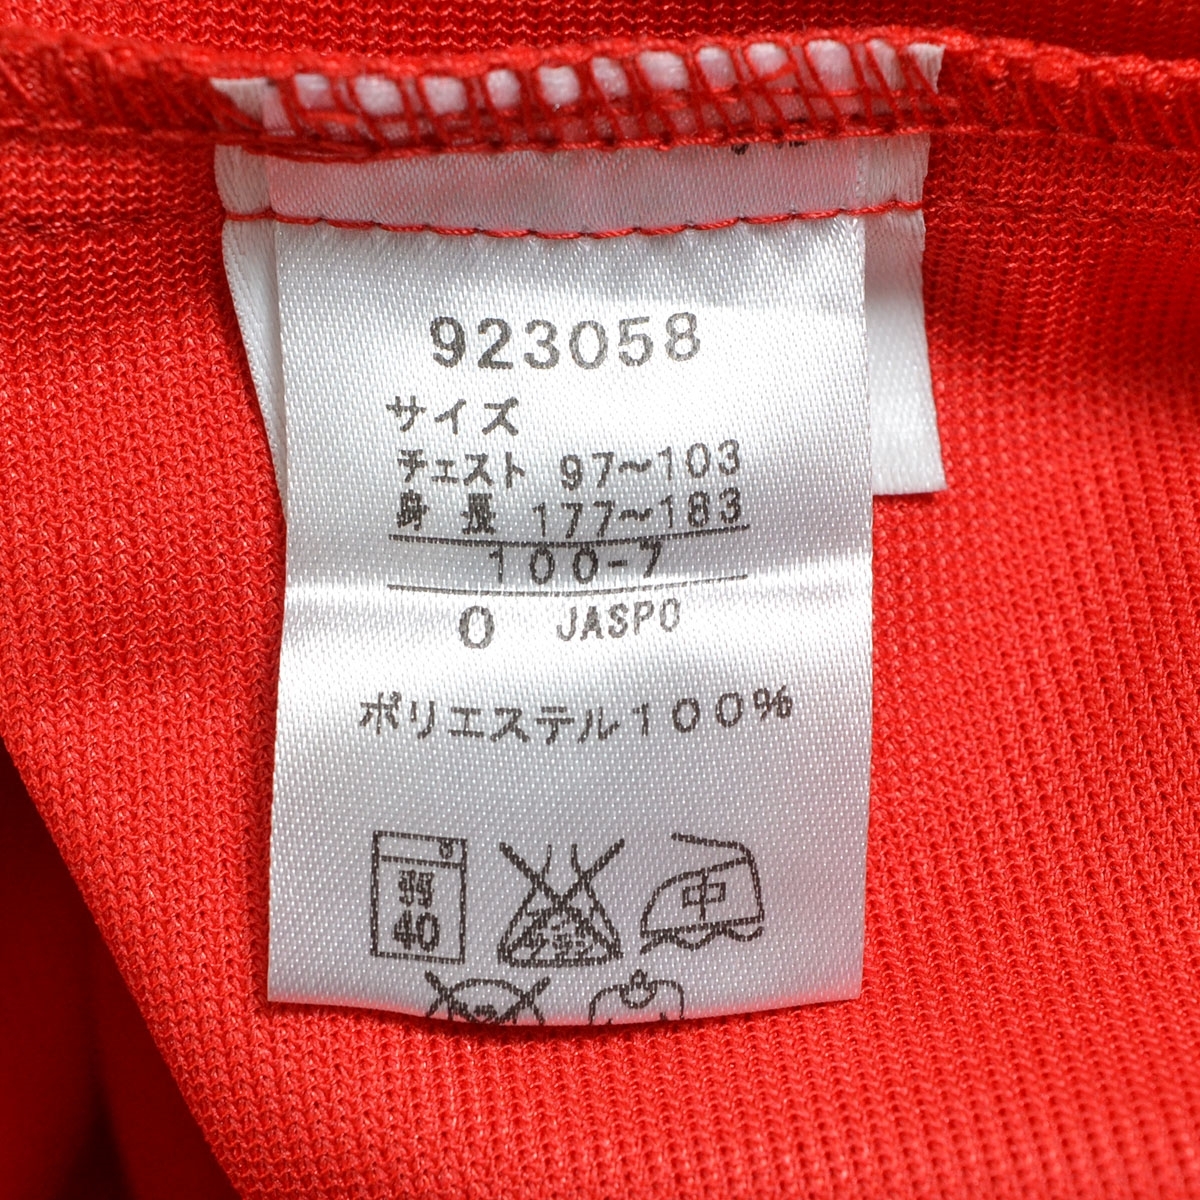 923058
サイズ
チェスト 97~103
身 長 177~183
100-7
O JASPO
ポリエステル100%
弱
40
中